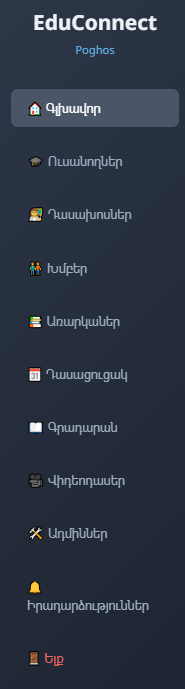 EduConnect
Poghos
🏠 Գլխավոր
🎓 Ուսանողներ
👩‍🏫 Դասախոսներ
👫 Խմբեր
📚 Առարկաներ
📅 Դասացուցակ
📖 Գրադարան
🎥 Վիդեոդասեր
🛠 Ադմիններ
🔔
Իրադարձություններ
🚪 Ելք